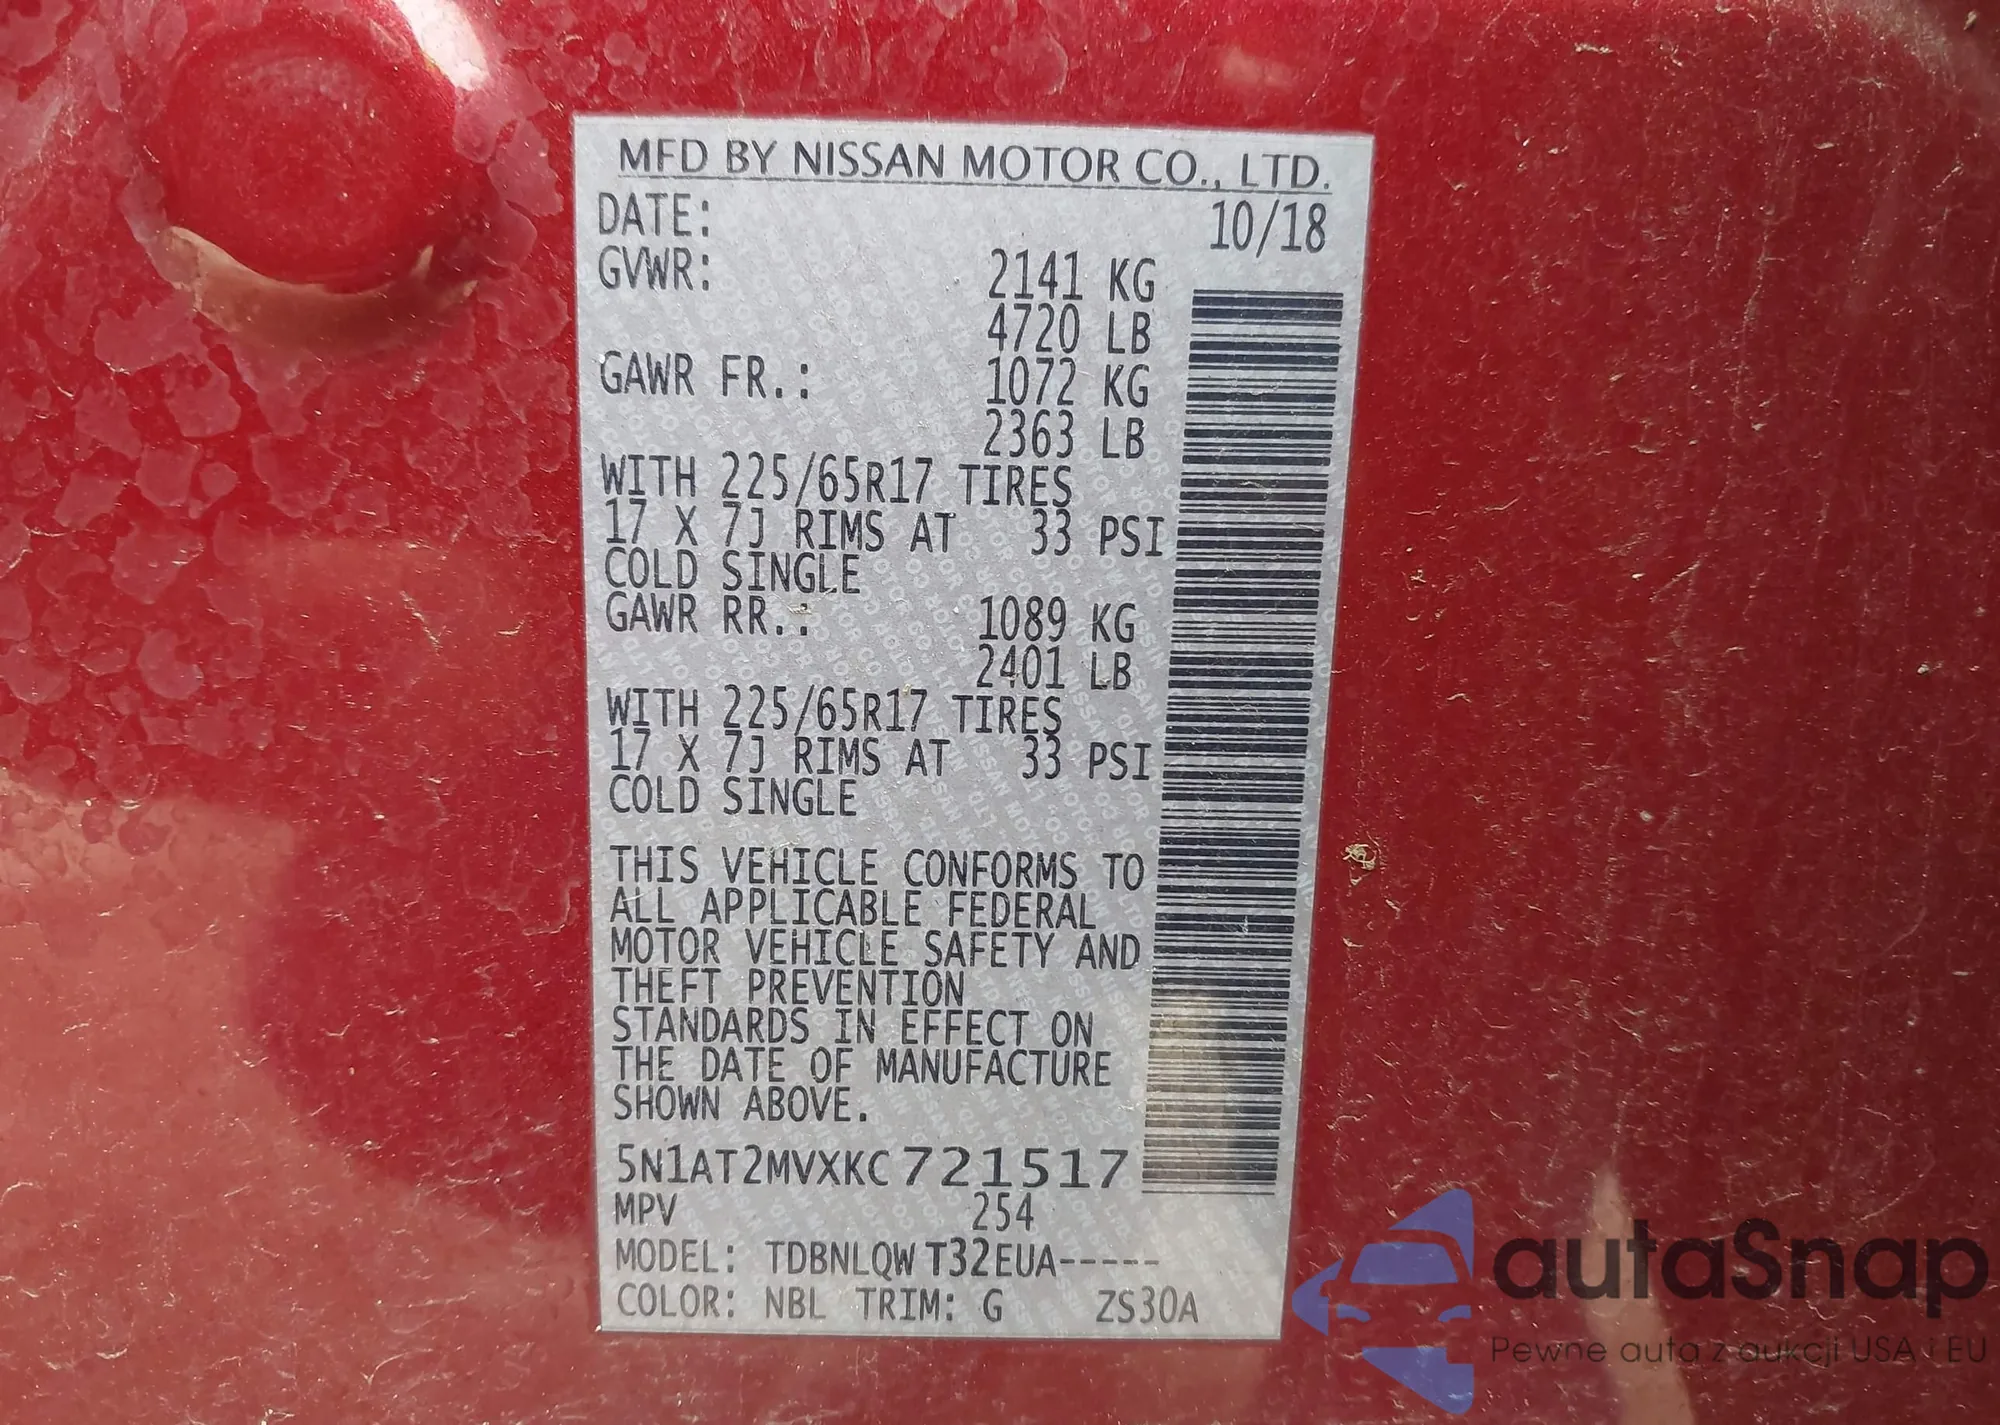 MFD BY NISSAN MOTOR CO., LTD.
DATE: 10/18
GVWR: 2141 KG
4720 LB
GAWR FR.: 1072 KG
2363 LB
WITH 225/65R17 TIRES
17 X 7J RIMS AT 33 PSI
COLD SINGLE
GAWR RR.: 1089 KG
2401 LB
WITH 225/65R17 TIRES
17 X 7J RIMS AT 33 PSI
COLD SINGLE
THIS VEHICLE CONFORMS TO
ALL APPLICABLE FEDERAL
MOTOR VEHICLE SAFETY AND
THEFT PREVENTION
STANDARDS IN EFFECT ON
THE DATE OF MANUFACTURE
SHOWN ABOVE.
5N1AT2MVXKC721517
MPV 254
MODEL: TDBNLQW T32EUA-----
COLOR: NBL TRIM: G ZS30A
autaSnap
Pewne auta z aukcji USA i EU